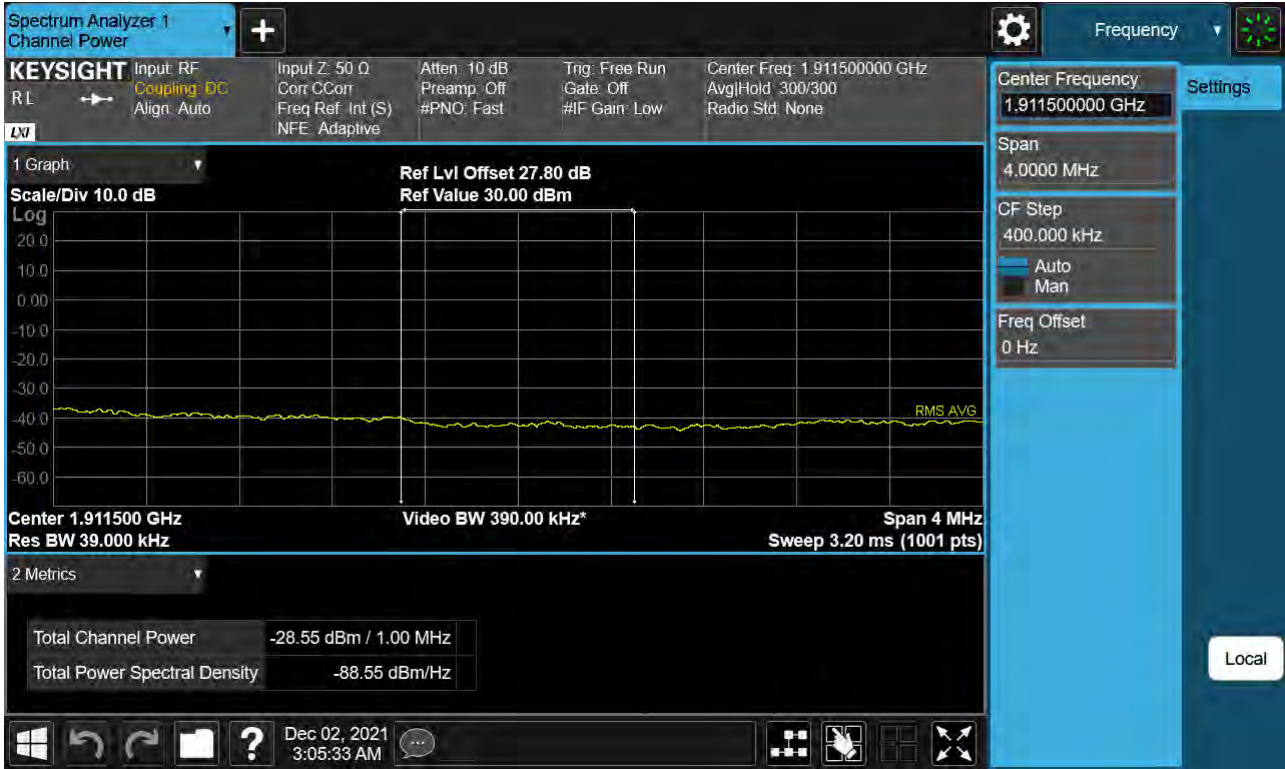 Spectrum Analyzer 1
Channel Power
Frequency
KEYSIGHT
RL
LXI
Input: RF
Coupling: DC
Align: Auto
Input Z: 50 Ω
Corr CCorr
Freq Ref: Int (S)
NFE: Adaptive
Atten: 10 dB
Preamp: Off
#PNO: Fast
Trig: Free Run
Gate: Off
#IF Gain: Low
Center Freq: 1.911500000 GHz
Avg|Hold: 300/300
Radio Std: None
1 Graph
Scale/Div 10.0 dB
Ref Lvl Offset 27.80 dB
Ref Value 30.00 dBm
Log
20.0
10.0
0.00
-10.0
-20.0
-30.0
-40.0
-50.0
-60.0
RMS AVG
Center 1.911500 GHz
Video BW 390.00 kHz*
Span 4 MHz
Res BW 39.000 kHz
Sweep 3.20 ms (1001 pts)
2 Metrics
Total Channel Power -28.55 dBm / 1.00 MHz
Total Power Spectral Density -88.55 dBm/Hz
?
Dec 02, 2021
3:05:33 AM
Center Frequency
1.911500000 GHz
Settings
Span
4.0000 MHz
CF Step
400.000 kHz
Auto
Man
Freq Offset
0 Hz
Local